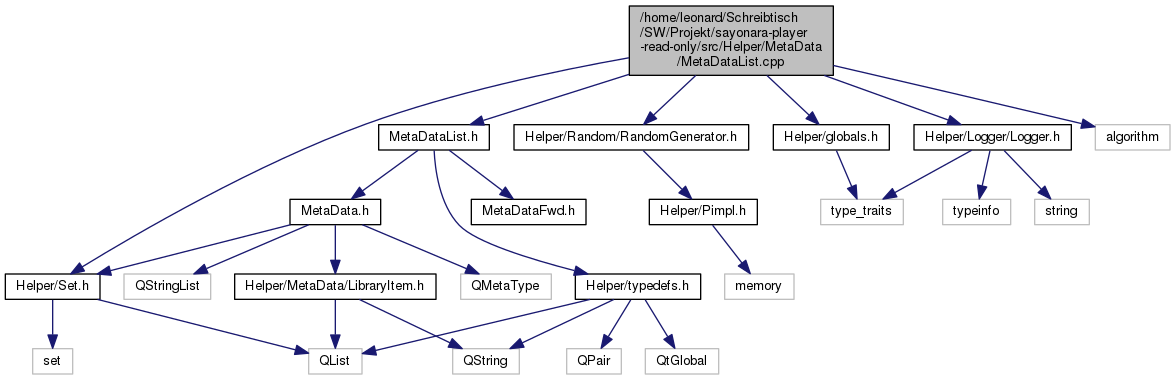 /home/leonard/Schreibtisch
/SW/Projekt/sayonara-player
-read-only/src/Helper/MetaData
/MetaDataList.cpp
MetaDataList.h
Helper/Random/RandomGenerator.h
Helper/globals.h
Helper/Logger/Logger.h
algorithm
MetaData.h
MetaDataFwd.h
Helper/Pimpl.h
type_traits
typeinfo
string
Helper/Set.h
QStringList
Helper/MetaData/LibraryItem.h
QMetaType
Helper/typedefs.h
memory
set
QList
QString
QPair
QtGlobal